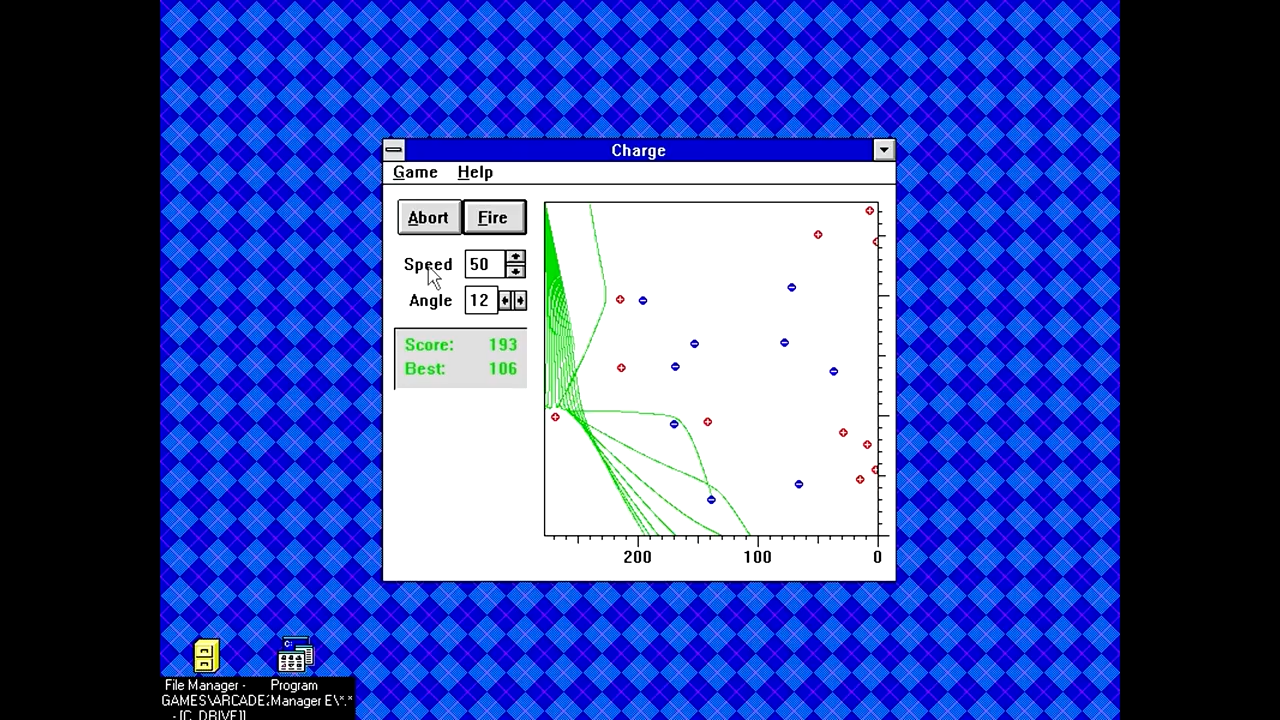 Charge
Game Help
Abort Fire
Speed 50
Angle 12
Score: 193
Best: 106
200 100 0
File Manager - Program
GAMES\ARCADE Manager E\*.*
- [C_DRIVE]]